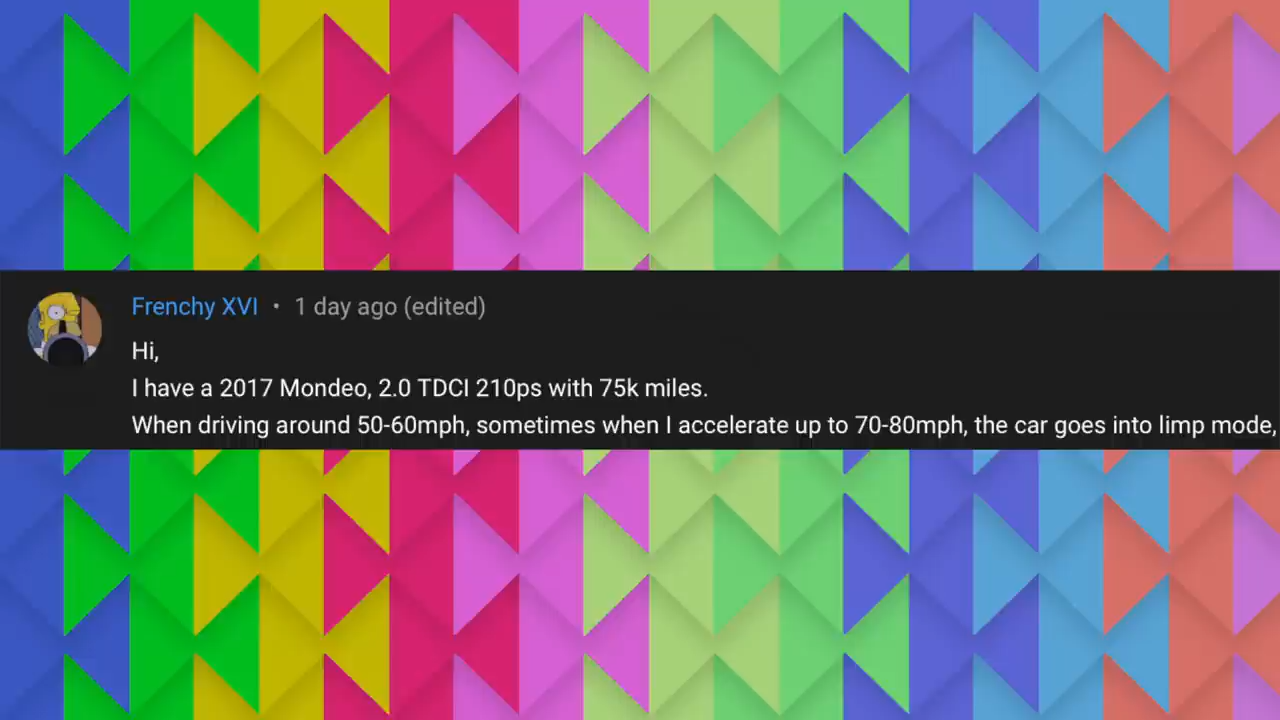 Frenchy XVI • 1 day ago (edited)
Hi,
I have a 2017 Mondeo, 2.0 TDCI 210ps with 75k miles.
When driving around 50-60mph, sometimes when I accelerate up to 70-80mph, the car goes into limp mode,